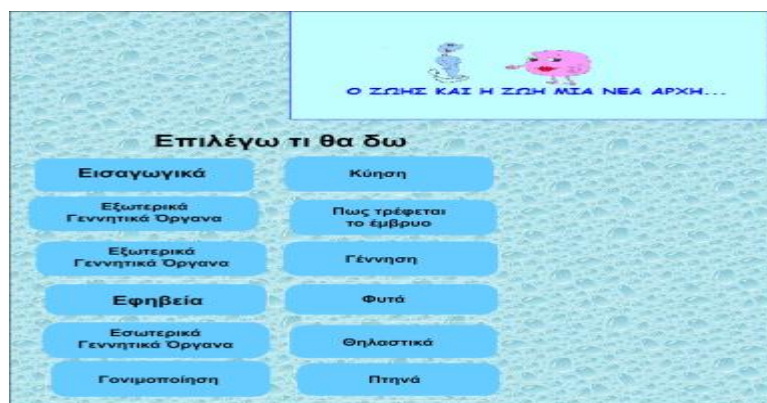 Ο ΖΩΗΣ ΚΑΙ Η ΖΩΗ ΜΙΑ ΝΕΑ ΑΡΧΗ...
Επιλέγω τι θα δω
Εισαγωγικά
Εξωτερικά
Γεννητικά Όργανα
Εξωτερικά
Γεννητικά Όργανα
Εφηβεία
Εσωτερικά
Γεννητικά Όργανα
Γονιμοποίηση
Κύηση
Πως τρέφεται
το έμβρυο
Γέννηση
Φυτά
Θηλαστικά
Πτηνά